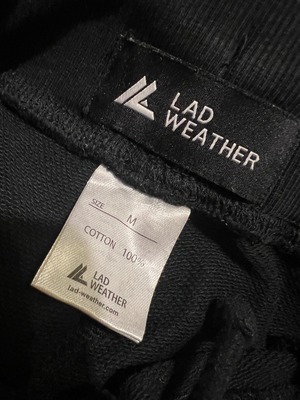 LAD
WEATHER
SIZE M
COTTON 100%
LAD
WEATHER
lad-weather.com